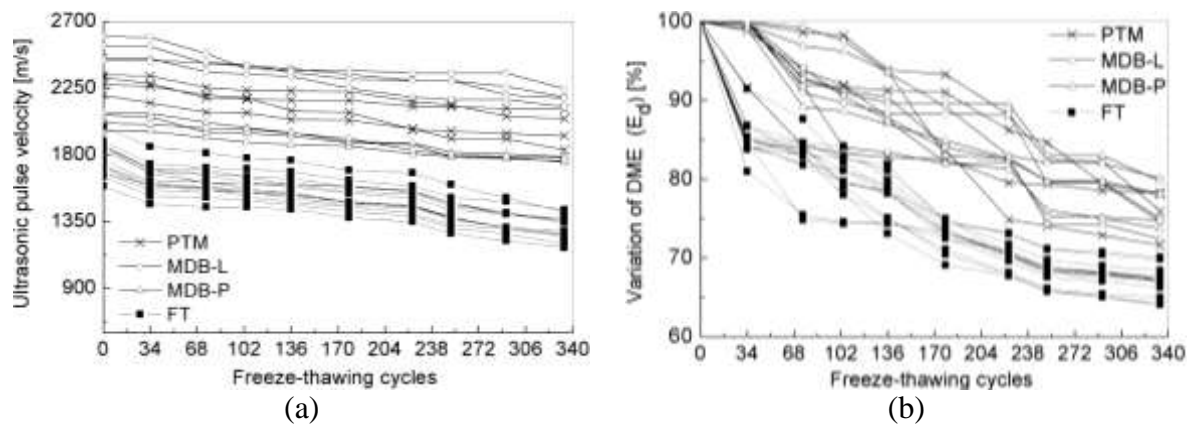 2700
2250
1800
1350
900
Ultrasonic pulse velocity [m/s]
PTM
MDB-L
MDB-P
FT
0 34 68 102 136 170 204 238 272 306 340
Freeze-thawing cycles
(a)
100
90
80
70
60
Variation of DME (E_d) [%]
PTM
MDB-L
MDB-P
FT
0 34 68 102 136 170 204 238 272 306 340
Freeze-thawing cycles
(b)